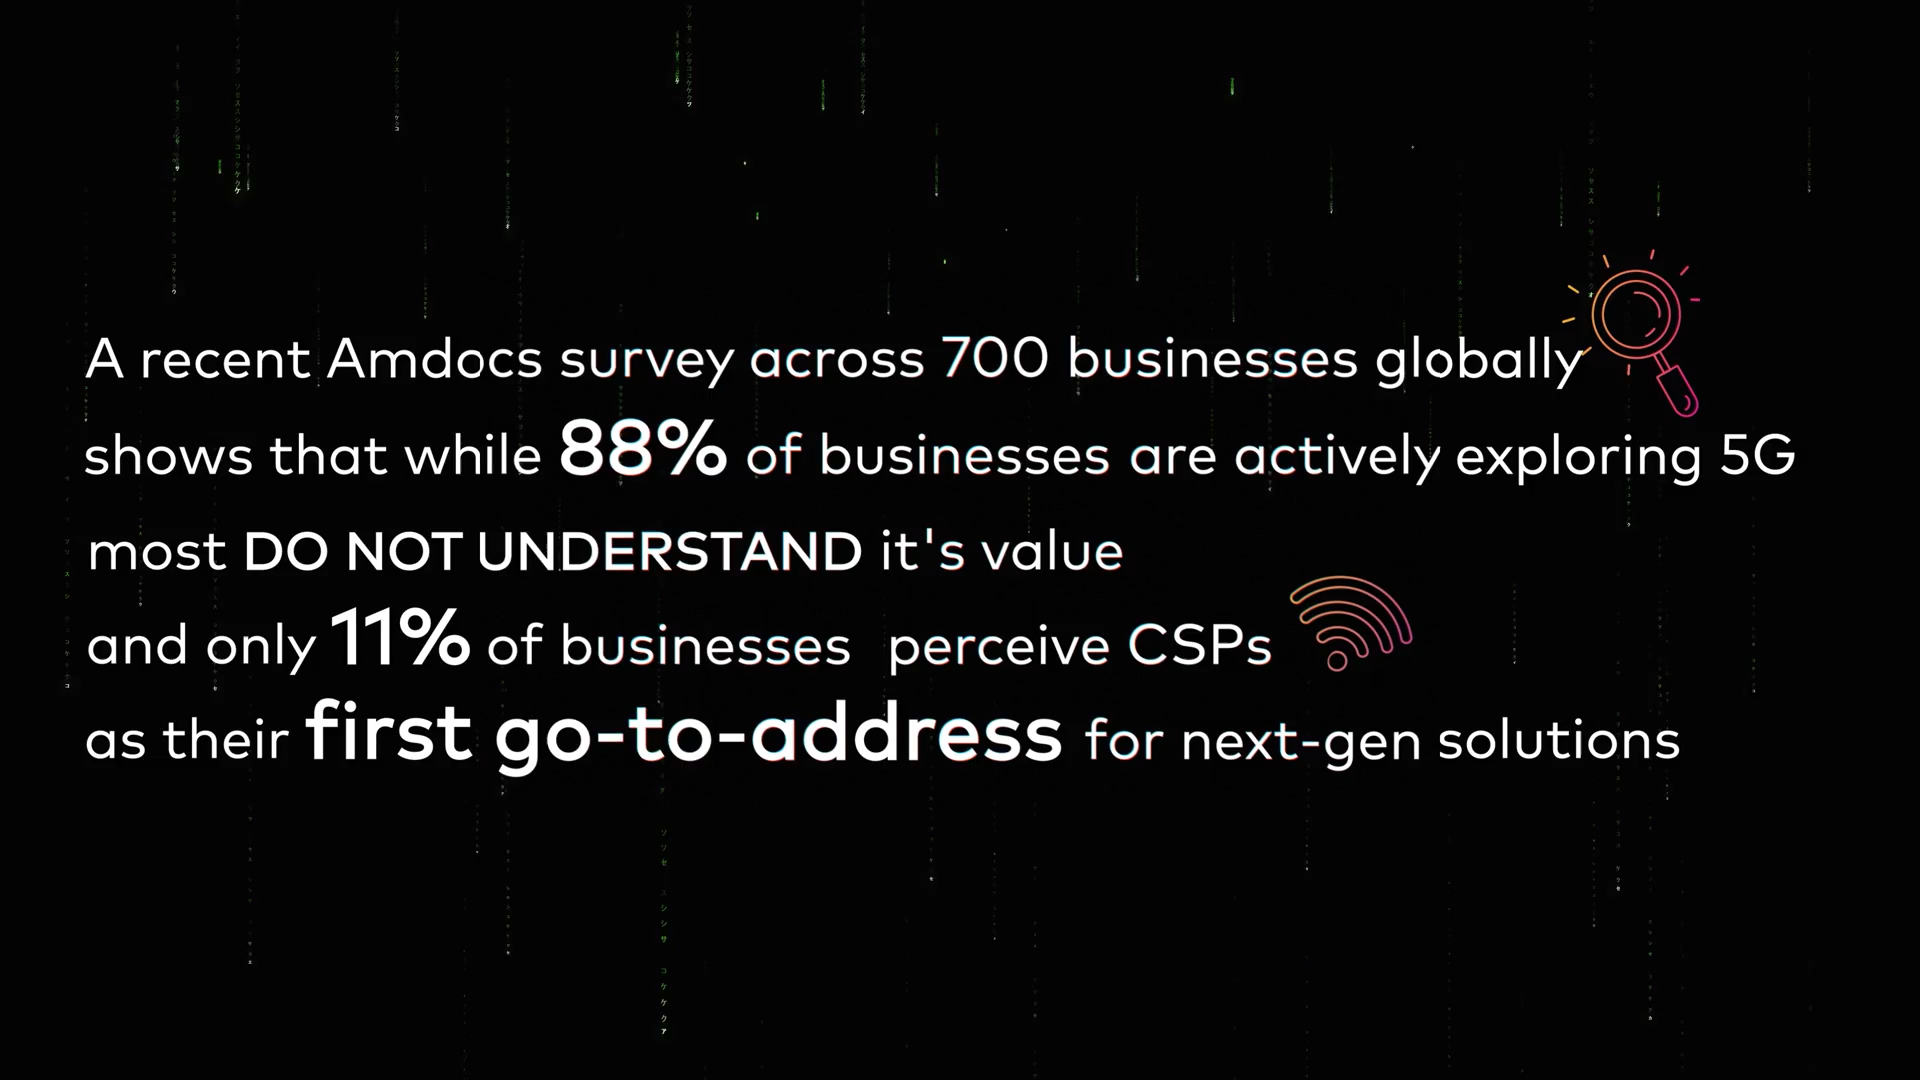 A recent Amdocs survey across 700 businesses globally
shows that while 88% of businesses are actively exploring 5G
most DO NOT UNDERSTAND it's value
and only 11% of businesses perceive CSPs
as their first go-to-address for next-gen solutions